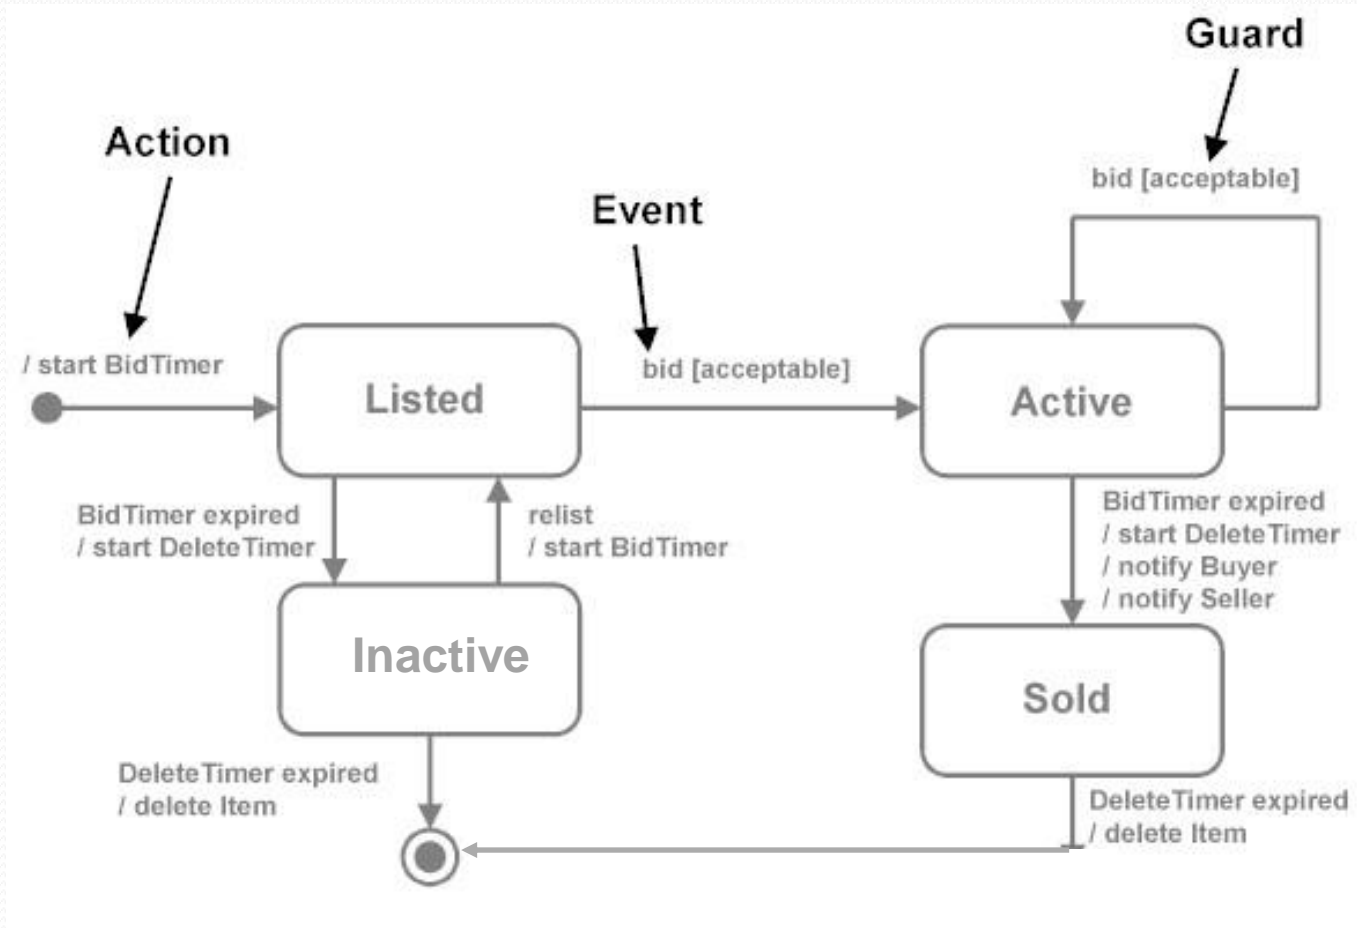 Guard
Action
bid [acceptable]
Event
/ start BidTimer
bid [acceptable]
Listed
Active
BidTimer expired
/ start DeleteTimer
relist
/ start BidTimer
BidTimer expired
/ start DeleteTimer
/ notify Buyer
/ notify Seller
Inactive
Sold
DeleteTimer expired
/ delete Item
DeleteTimer expired
/ delete Item